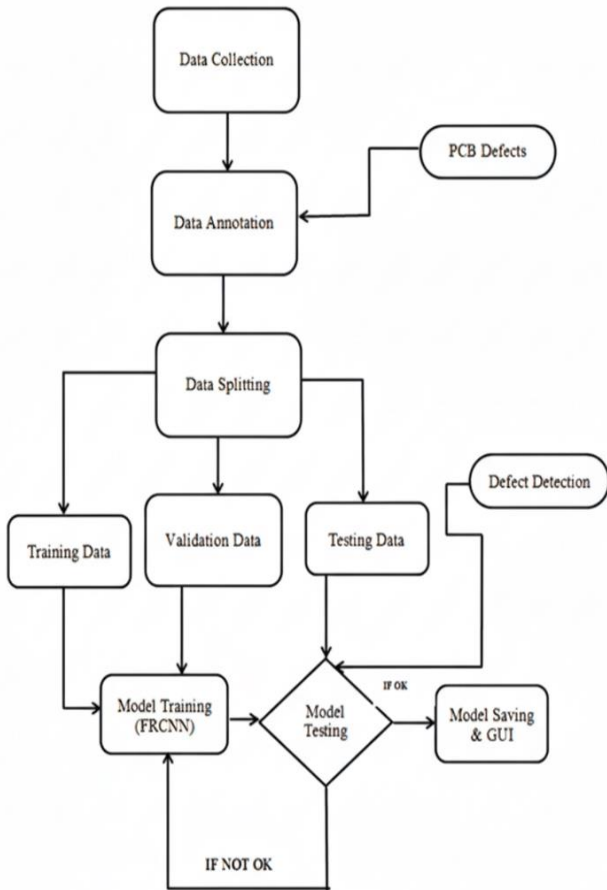 Data Collection
PCB Defects
Data Annotation
Data Splitting
Defect Detection
Training Data
Validation Data
Testing Data
IF OK
Model Training
(FRCNN)
Model
Testing
Model Saving
& GUI
IF NOT OK